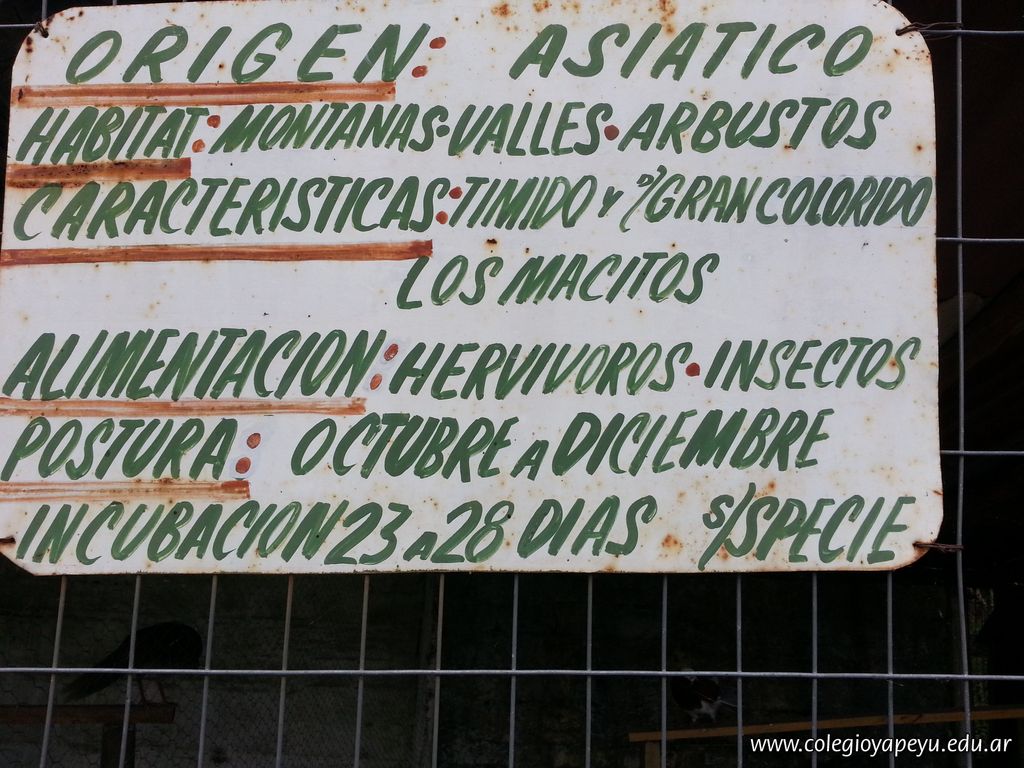 ORIGEN: ASIATICO
HABITAT: MONTANAS·VALLES·ARBUSTOS
CARACTERISTICAS: TIMIDO Y D/GRAN COLORIDO
LOS MACITOS
ALIMENTACION: HERVIVOROS·INSECTOS
POSTURA: OCTUBRE A DICIEMBRE
INCUBACION 23 A 28 DIAS S/SPECIE
www.colegioyapeyu.edu.ar